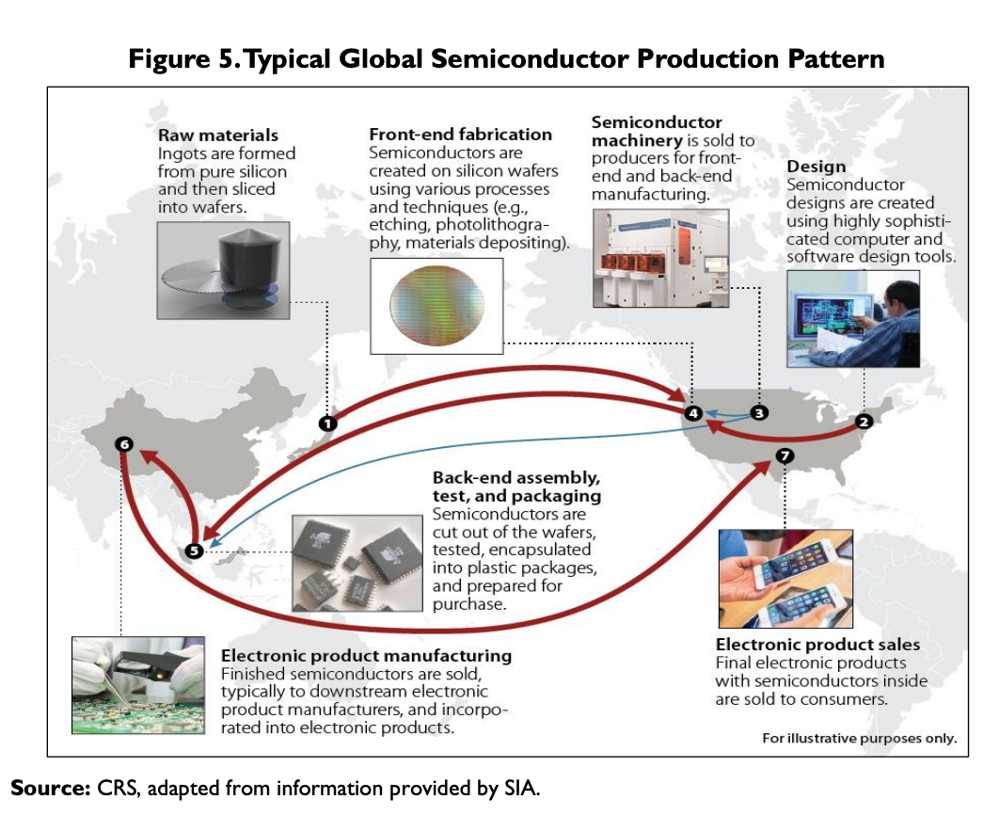 Figure 5. Typical Global Semiconductor Production Pattern
Raw materials
Ingots are formed
from pure silicon
and then sliced
into wafers.
Front-end fabrication
Semiconductors are
created on silicon wafers
using various processes
and techniques (e.g.,
etching, photolithogra-
phy, materials depositing).
Semiconductor
machinery is sold to
producers for front-
end and back-end
manufacturing.
Design
Semiconductor
designs are created
using highly sophisti-
cated computer and
software design tools.
1
4
3
2
6
7
5
Back-end assembly,
test, and packaging
Semiconductors are
cut out of the wafers,
tested, encapsulated
into plastic packages,
and prepared for
purchase.
Electronic product manufacturing
Finished semiconductors are sold,
typically to downstream electronic
product manufacturers, and incorpo-
rated into electronic products.
Electronic product sales
Final electronic products
with semiconductors inside
are sold to consumers.
For illustrative purposes only.
Source: CRS, adapted from information provided by SIA.